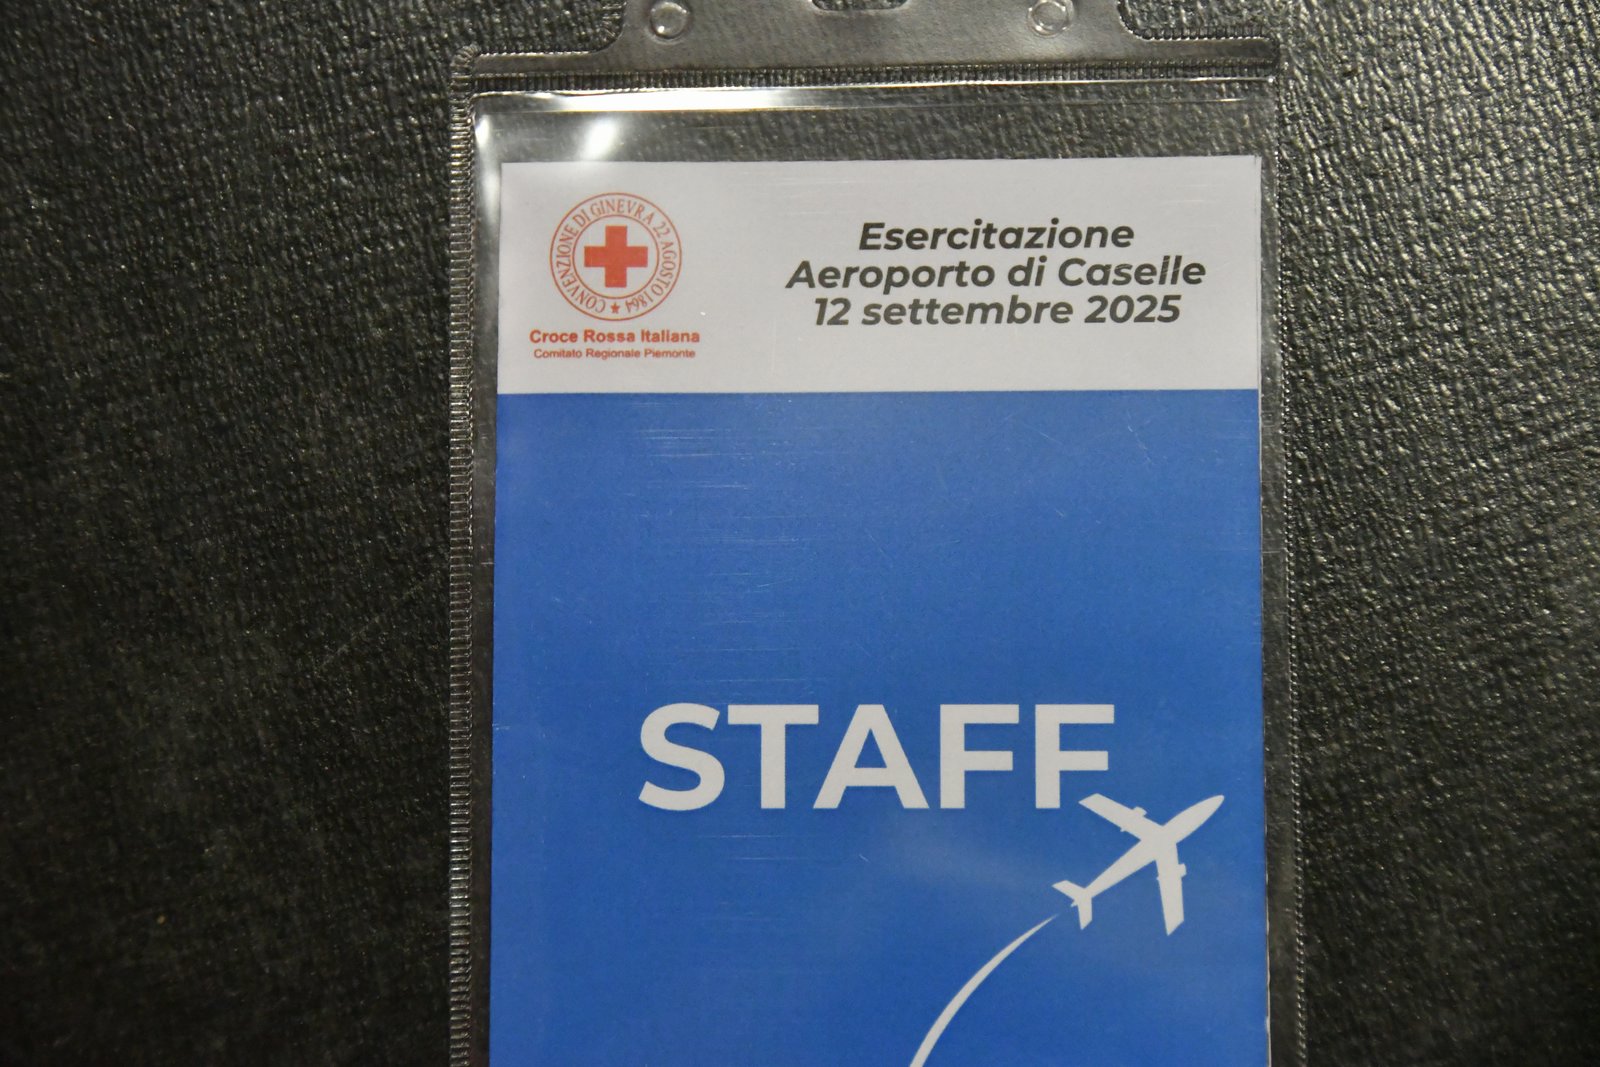 CONVENZIONE DI GINEVRA 22 AGOSTO 1864
Croce Rossa Italiana
Comitato Regionale Piemonte
Esercitazione
Aeroporto di Caselle
12 settembre 2025
STAFF